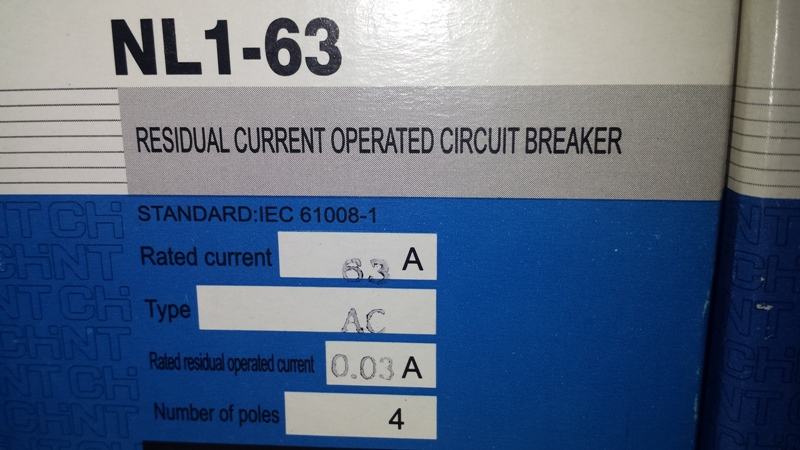 NL1-63
RESIDUAL CURRENT OPERATED CIRCUIT BREAKER
STANDARD:IEC 61008-1
Rated current 63 A
Type AC
Rated residual operated current 0.03 A
Number of poles 4
CHiNT